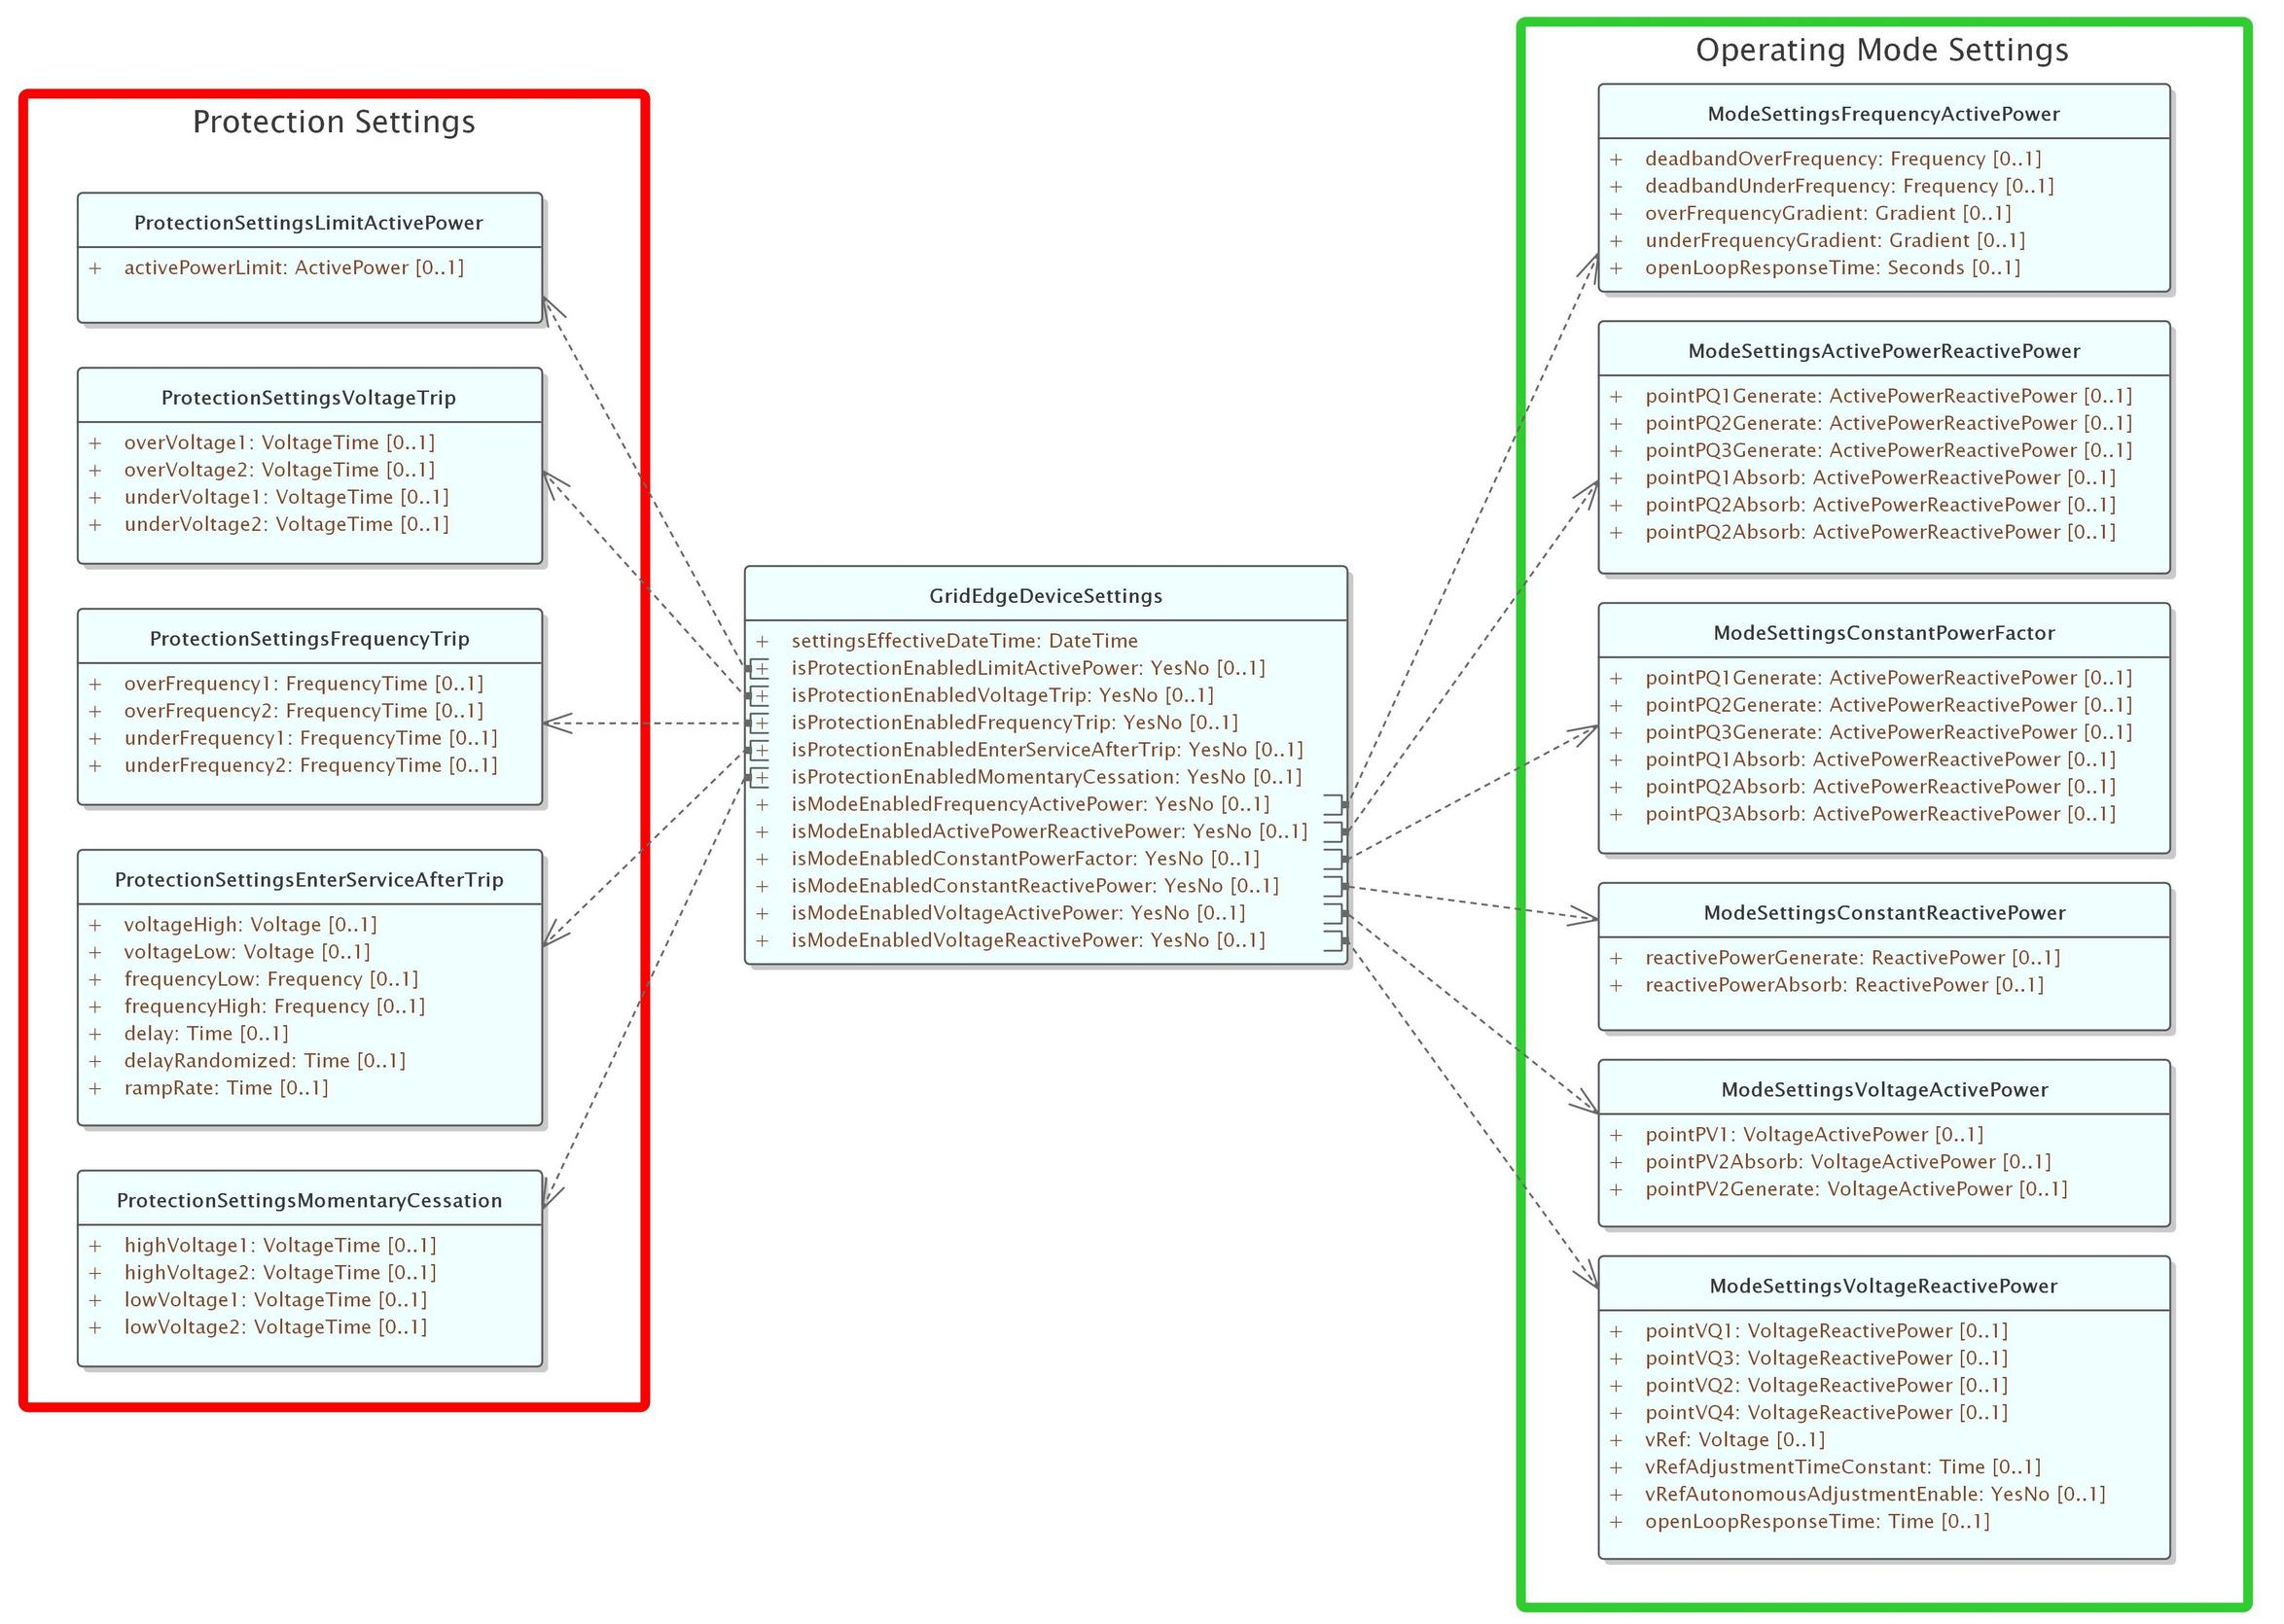 Protection Settings
ProtectionSettingsLimitActivePower
+ activePowerLimit: ActivePower [0..1]
ProtectionSettingsVoltageTrip
+ overVoltage1: VoltageTime [0..1]
+ overVoltage2: VoltageTime [0..1]
+ underVoltage1: VoltageTime [0..1]
+ underVoltage2: VoltageTime [0..1]
ProtectionSettingsFrequencyTrip
+ overFrequency1: FrequencyTime [0..1]
+ overFrequency2: FrequencyTime [0..1]
+ underFrequency1: FrequencyTime [0..1]
+ underFrequency2: FrequencyTime [0..1]
ProtectionSettingsEnterServiceAfterTrip
+ voltageHigh: Voltage [0..1]
+ voltageLow: Voltage [0..1]
+ frequencyLow: Frequency [0..1]
+ frequencyHigh: Frequency [0..1]
+ delay: Time [0..1]
+ delayRandomized: Time [0..1]
+ rampRate: Time [0..1]
ProtectionSettingsMomentaryCessation
+ highVoltage1: VoltageTime [0..1]
+ highVoltage2: VoltageTime [0..1]
+ lowVoltage1: VoltageTime [0..1]
+ lowVoltage2: VoltageTime [0..1]
GridEdgeDeviceSettings
+ settingsEffectiveDateTime: DateTime
+ isProtectionEnabledLimitActivePower: YesNo [0..1]
+ isProtectionEnabledVoltageTrip: YesNo [0..1]
+ isProtectionEnabledFrequencyTrip: YesNo [0..1]
+ isProtectionEnabledEnterServiceAfterTrip: YesNo [0..1]
+ isProtectionEnabledMomentaryCessation: YesNo [0..1]
+ isModeEnabledFrequencyActivePower: YesNo [0..1]
+ isModeEnabledActivePowerReactivePower: YesNo [0..1]
+ isModeEnabledConstantPowerFactor: YesNo [0..1]
+ isModeEnabledConstantReactivePower: YesNo [0..1]
+ isModeEnabledVoltageActivePower: YesNo [0..1]
+ isModeEnabledVoltageReactivePower: YesNo [0..1]
Operating Mode Settings
ModeSettingsFrequencyActivePower
+ deadbandOverFrequency: Frequency [0..1]
+ deadbandUnderFrequency: Frequency [0..1]
+ overFrequencyGradient: Gradient [0..1]
+ underFrequencyGradient: Gradient [0..1]
+ openLoopResponseTime: Seconds [0..1]
ModeSettingsActivePowerReactivePower
+ pointPQ1Generate: ActivePowerReactivePower [0..1]
+ pointPQ2Generate: ActivePowerReactivePower [0..1]
+ pointPQ3Generate: ActivePowerReactivePower [0..1]
+ pointPQ1Absorb: ActivePowerReactivePower [0..1]
+ pointPQ2Absorb: ActivePowerReactivePower [0..1]
+ pointPQ2Absorb: ActivePowerReactivePower [0..1]
ModeSettingsConstantPowerFactor
+ pointPQ1Generate: ActivePowerReactivePower [0..1]
+ pointPQ2Generate: ActivePowerReactivePower [0..1]
+ pointPQ3Generate: ActivePowerReactivePower [0..1]
+ pointPQ1Absorb: ActivePowerReactivePower [0..1]
+ pointPQ2Absorb: ActivePowerReactivePower [0..1]
+ pointPQ3Absorb: ActivePowerReactivePower [0..1]
ModeSettingsConstantReactivePower
+ reactivePowerGenerate: ReactivePower [0..1]
+ reactivePowerAbsorb: ReactivePower [0..1]
ModeSettingsVoltageActivePower
+ pointPV1: VoltageActivePower [0..1]
+ pointPV2Absorb: VoltageActivePower [0..1]
+ pointPV2Generate: VoltageActivePower [0..1]
ModeSettingsVoltageReactivePower
+ pointVQ1: VoltageReactivePower [0..1]
+ pointVQ3: VoltageReactivePower [0..1]
+ pointVQ2: VoltageReactivePower [0..1]
+ pointVQ4: VoltageReactivePower [0..1]
+ vRef: Voltage [0..1]
+ vRefAdjustmentTimeConstant: Time [0..1]
+ vRefAutonomousAdjustmentEnable: YesNo [0..1]
+ openLoopResponseTime: Time [0..1]